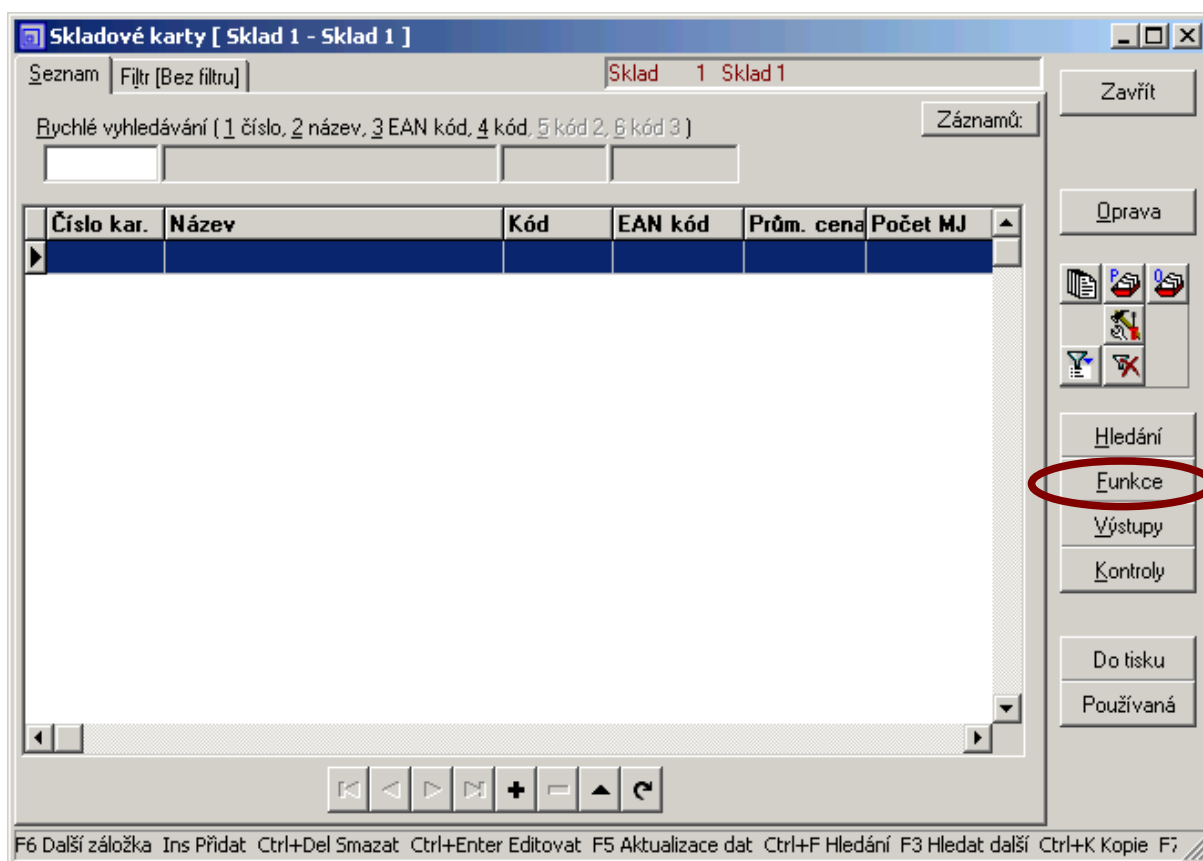 Skladové karty [ Sklad 1 - Sklad 1 ]
Seznam Filtr [Bez filtru] Sklad 1 Sklad 1
Zavřít
Rychlé vyhledávání ( 1 číslo, 2 název, 3 EAN kód, 4 kód, 5 kód 2, 6 kód 3 ) Záznamů:
Oprava
Číslo kar. Název Kód EAN kód Prům. cena Počet MJ
Hledání
Funkce
Výstupy
Kontroly
Do tisku
Používaná
F6 Další záložka Ins Přidat Ctrl+Del Smazat Ctrl+Enter Editovat F5 Aktualizace dat Ctrl+F Hledání F3 Hledat další Ctrl+K Kopie F7